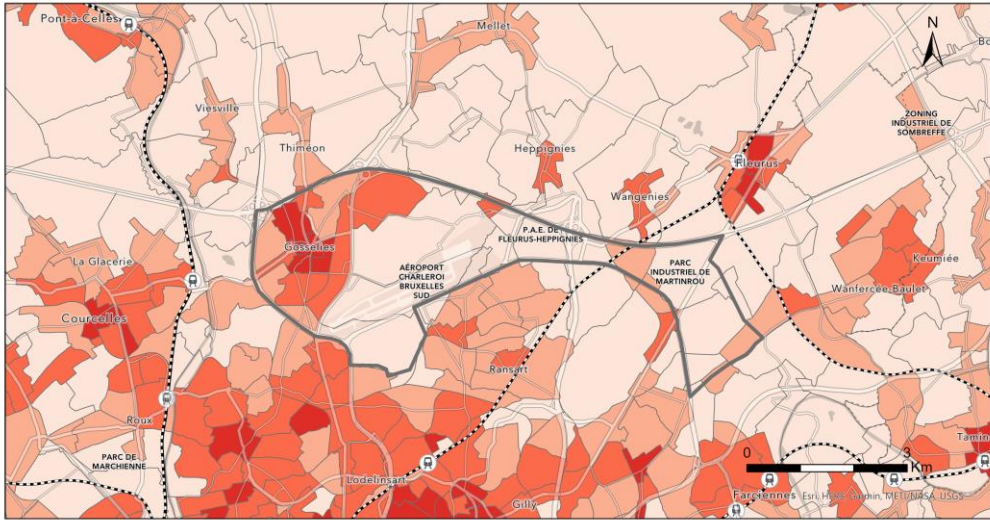 Pont-à-Celles
Mellet
N
Viesville
ZONING
INDUSTRIEL DE
SOMBREFFE
Thiméon
Heppignies
Fleurus
Wangenies
P.A.E. DE
FLEURUS-HEPPIGNIES
Gosselies
La Glacerie
AÉROPORT
CHARLEROI
BRUXELLES
SUD
PARC
INDUSTRIEL DE
MARTINROU
Keumiée
Wanfercée-Baulet
Courcelles
Ransart
Roux
PARC DE
MARCHIENNE
0 3
Km
Lodelinsart
Gilly
Farciennes
Esri, HERE, Garmin, METI/NASA, USGS